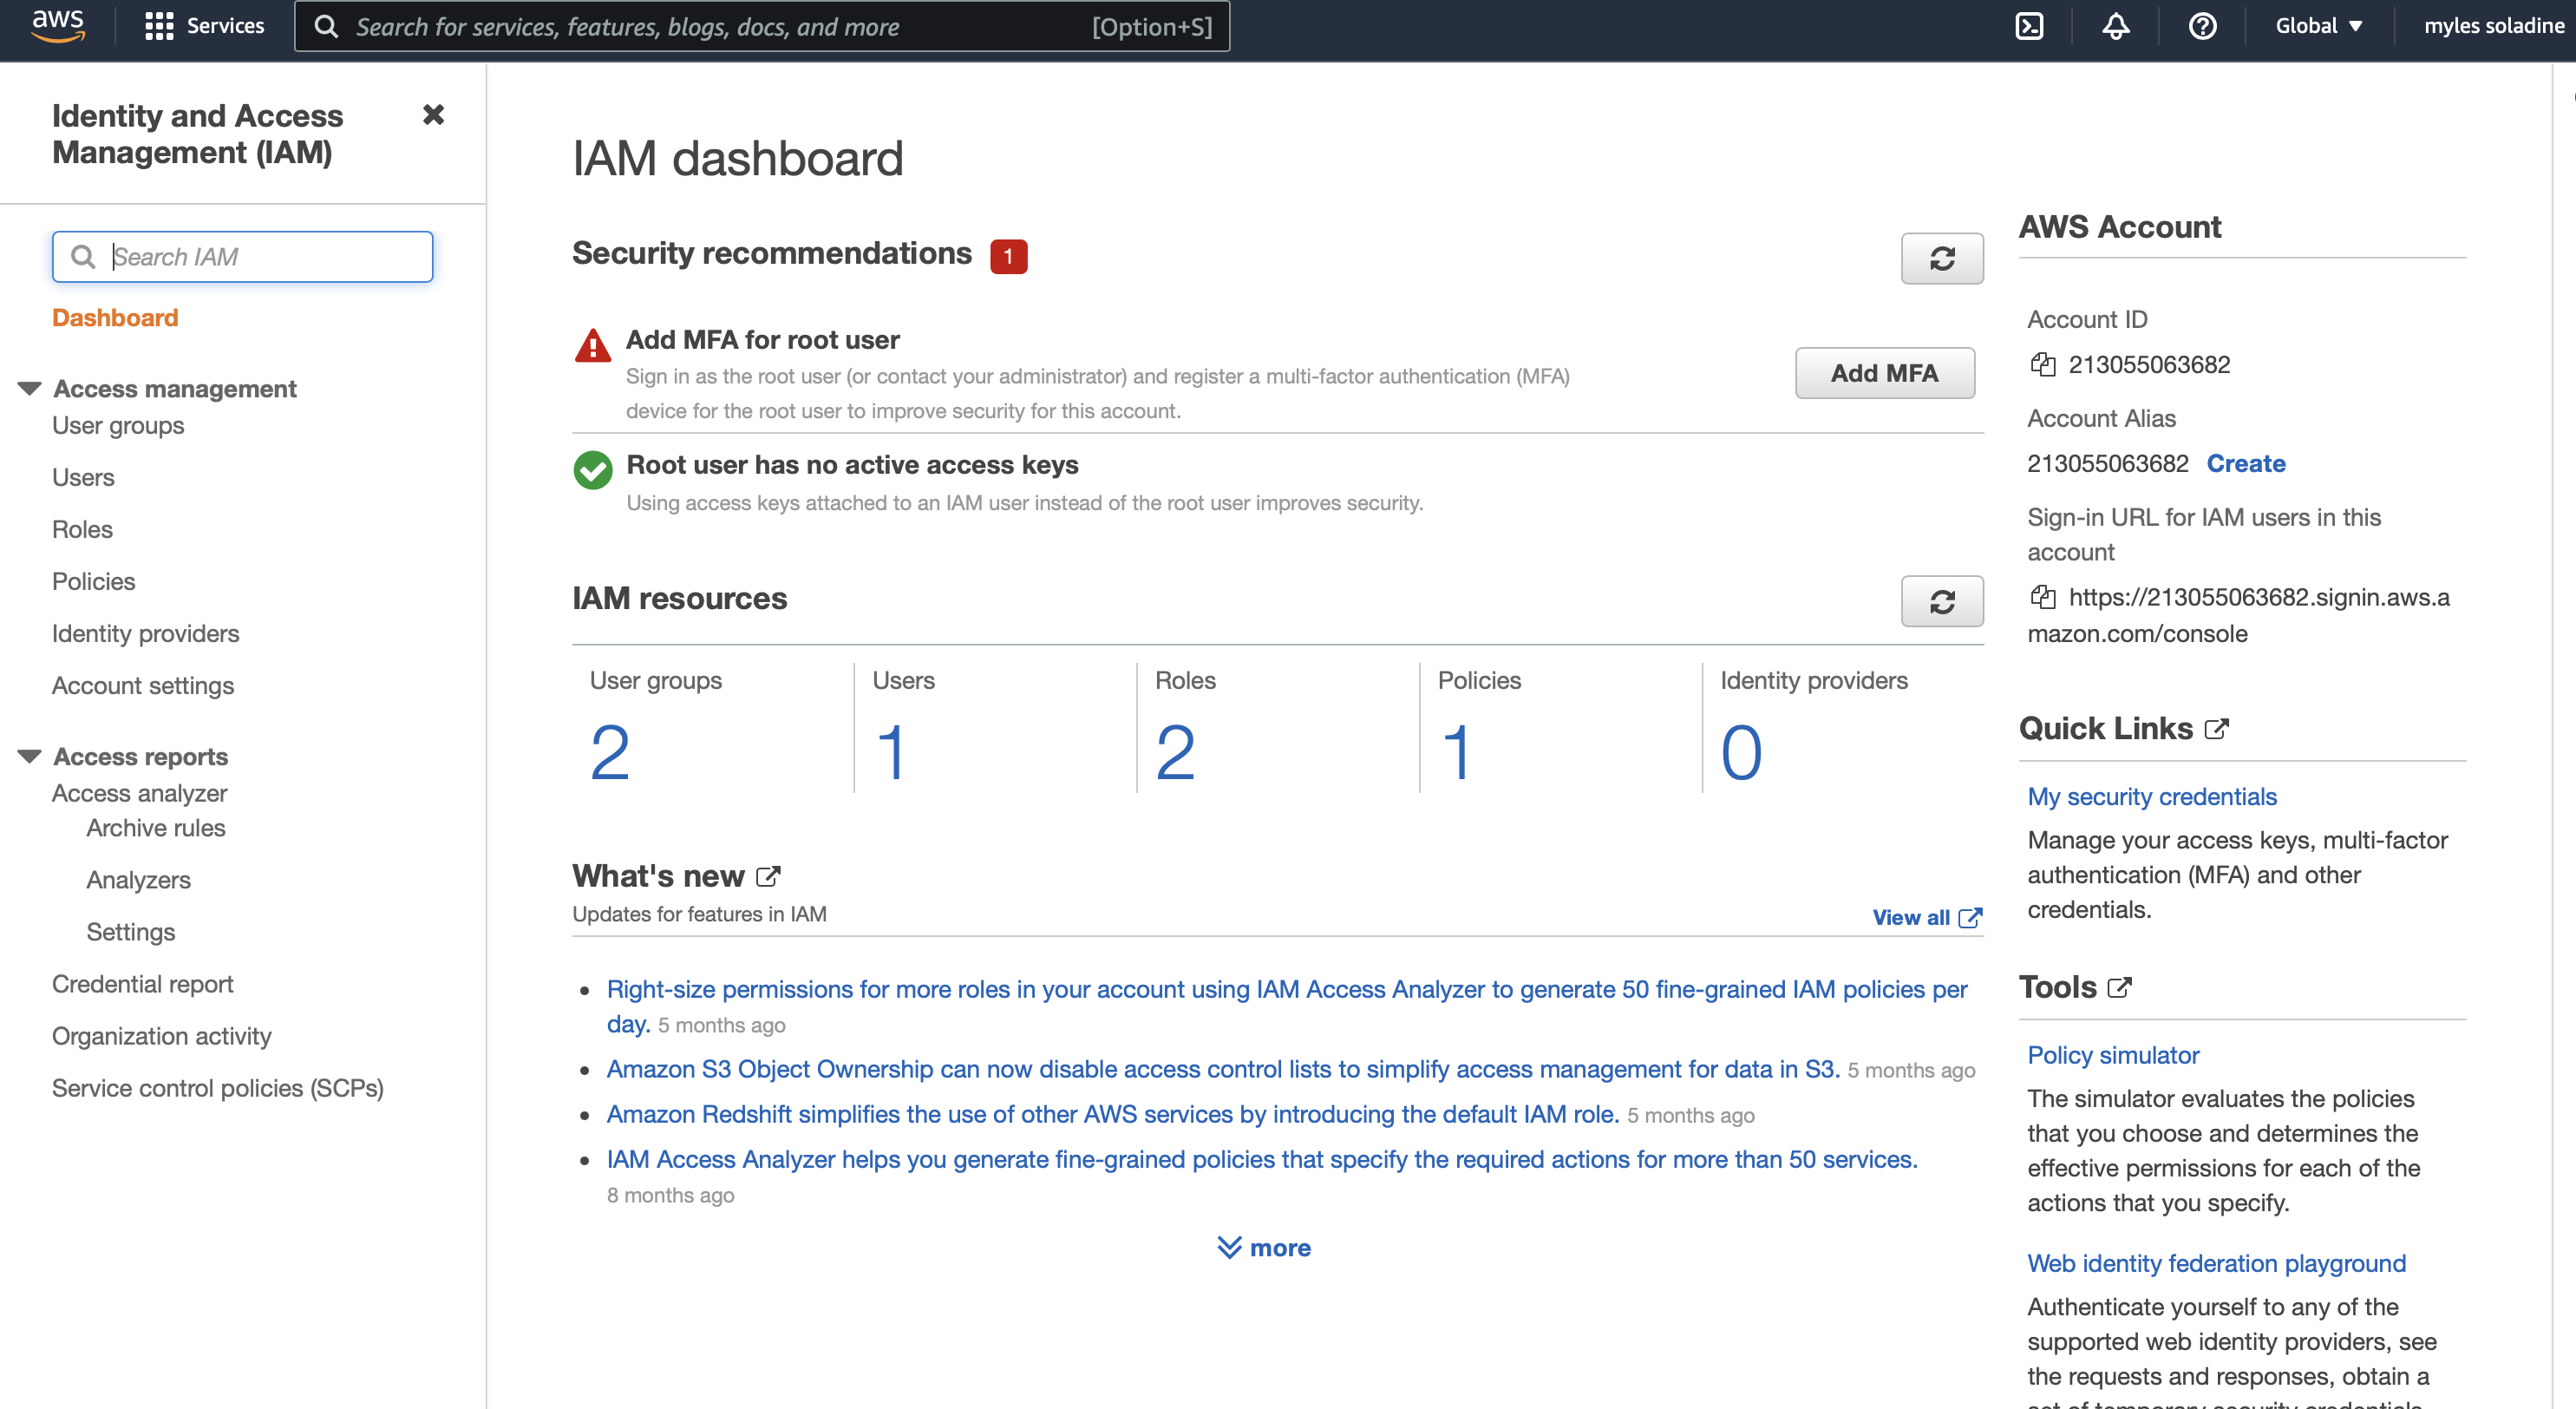 aws
Services
Search for services, features, blogs, docs, and more [Option+S]
Global ▼
myles soladine
Identity and Access
Management (IAM)
Search IAM
Dashboard
Access management
User groups
Users
Roles
Policies
Identity providers
Account settings
Access reports
Access analyzer
Archive rules
Analyzers
Settings
Credential report
Organization activity
Service control policies (SCPs)
IAM dashboard
Security recommendations 1
Add MFA for root user
Sign in as the root user (or contact your administrator) and register a multi-factor authentication (MFA)
device for the root user to improve security for this account.
Add MFA
Root user has no active access keys
Using access keys attached to an IAM user instead of the root user improves security.
IAM resources
User groups Users Roles Policies Identity providers
2 1 2 1 0
What's new
Updates for features in IAM
View all
• Right-size permissions for more roles in your account using IAM Access Analyzer to generate 50 fine-grained IAM policies per
day. 5 months ago
• Amazon S3 Object Ownership can now disable access control lists to simplify access management for data in S3. 5 months ago
• Amazon Redshift simplifies the use of other AWS services by introducing the default IAM role. 5 months ago
• IAM Access Analyzer helps you generate fine-grained policies that specify the required actions for more than 50 services.
8 months ago
more
AWS Account
Account ID
213055063682
Account Alias
213055063682 Create
Sign-in URL for IAM users in this
account
https://213055063682.signin.aws.a
mazon.com/console
Quick Links
My security credentials
Manage your access keys, multi-factor
authentication (MFA) and other
credentials.
Tools
Policy simulator
The simulator evaluates the policies
that you choose and determines the
effective permissions for each of the
actions that you specify.
Web identity federation playground
Authenticate yourself to any of the
supported web identity providers, see
the requests and responses, obtain a
set of temporary security credentials